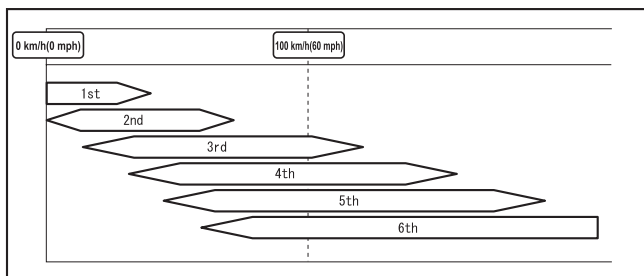 0 km/h(0 mph)
100 km/h(60 mph)
1st
2nd
3rd
4th
5th
6th